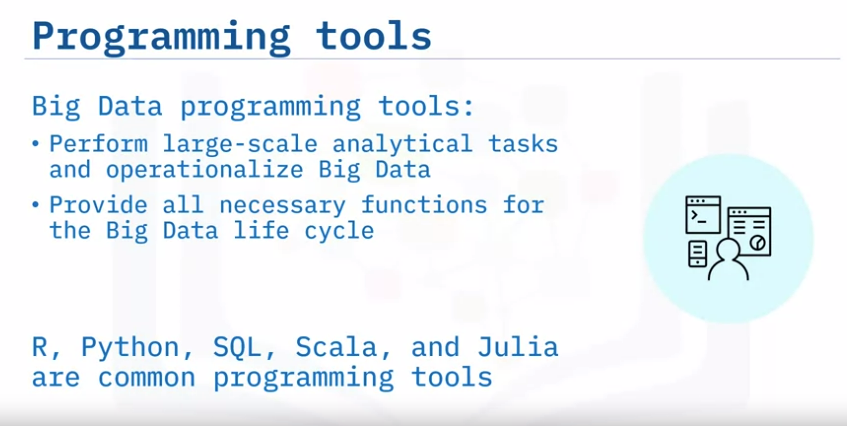 Programming tools
Big Data programming tools:
• Perform large-scale analytical tasks
and operationalize Big Data
• Provide all necessary functions for
the Big Data life cycle
R, Python, SQL, Scala, and Julia
are common programming tools